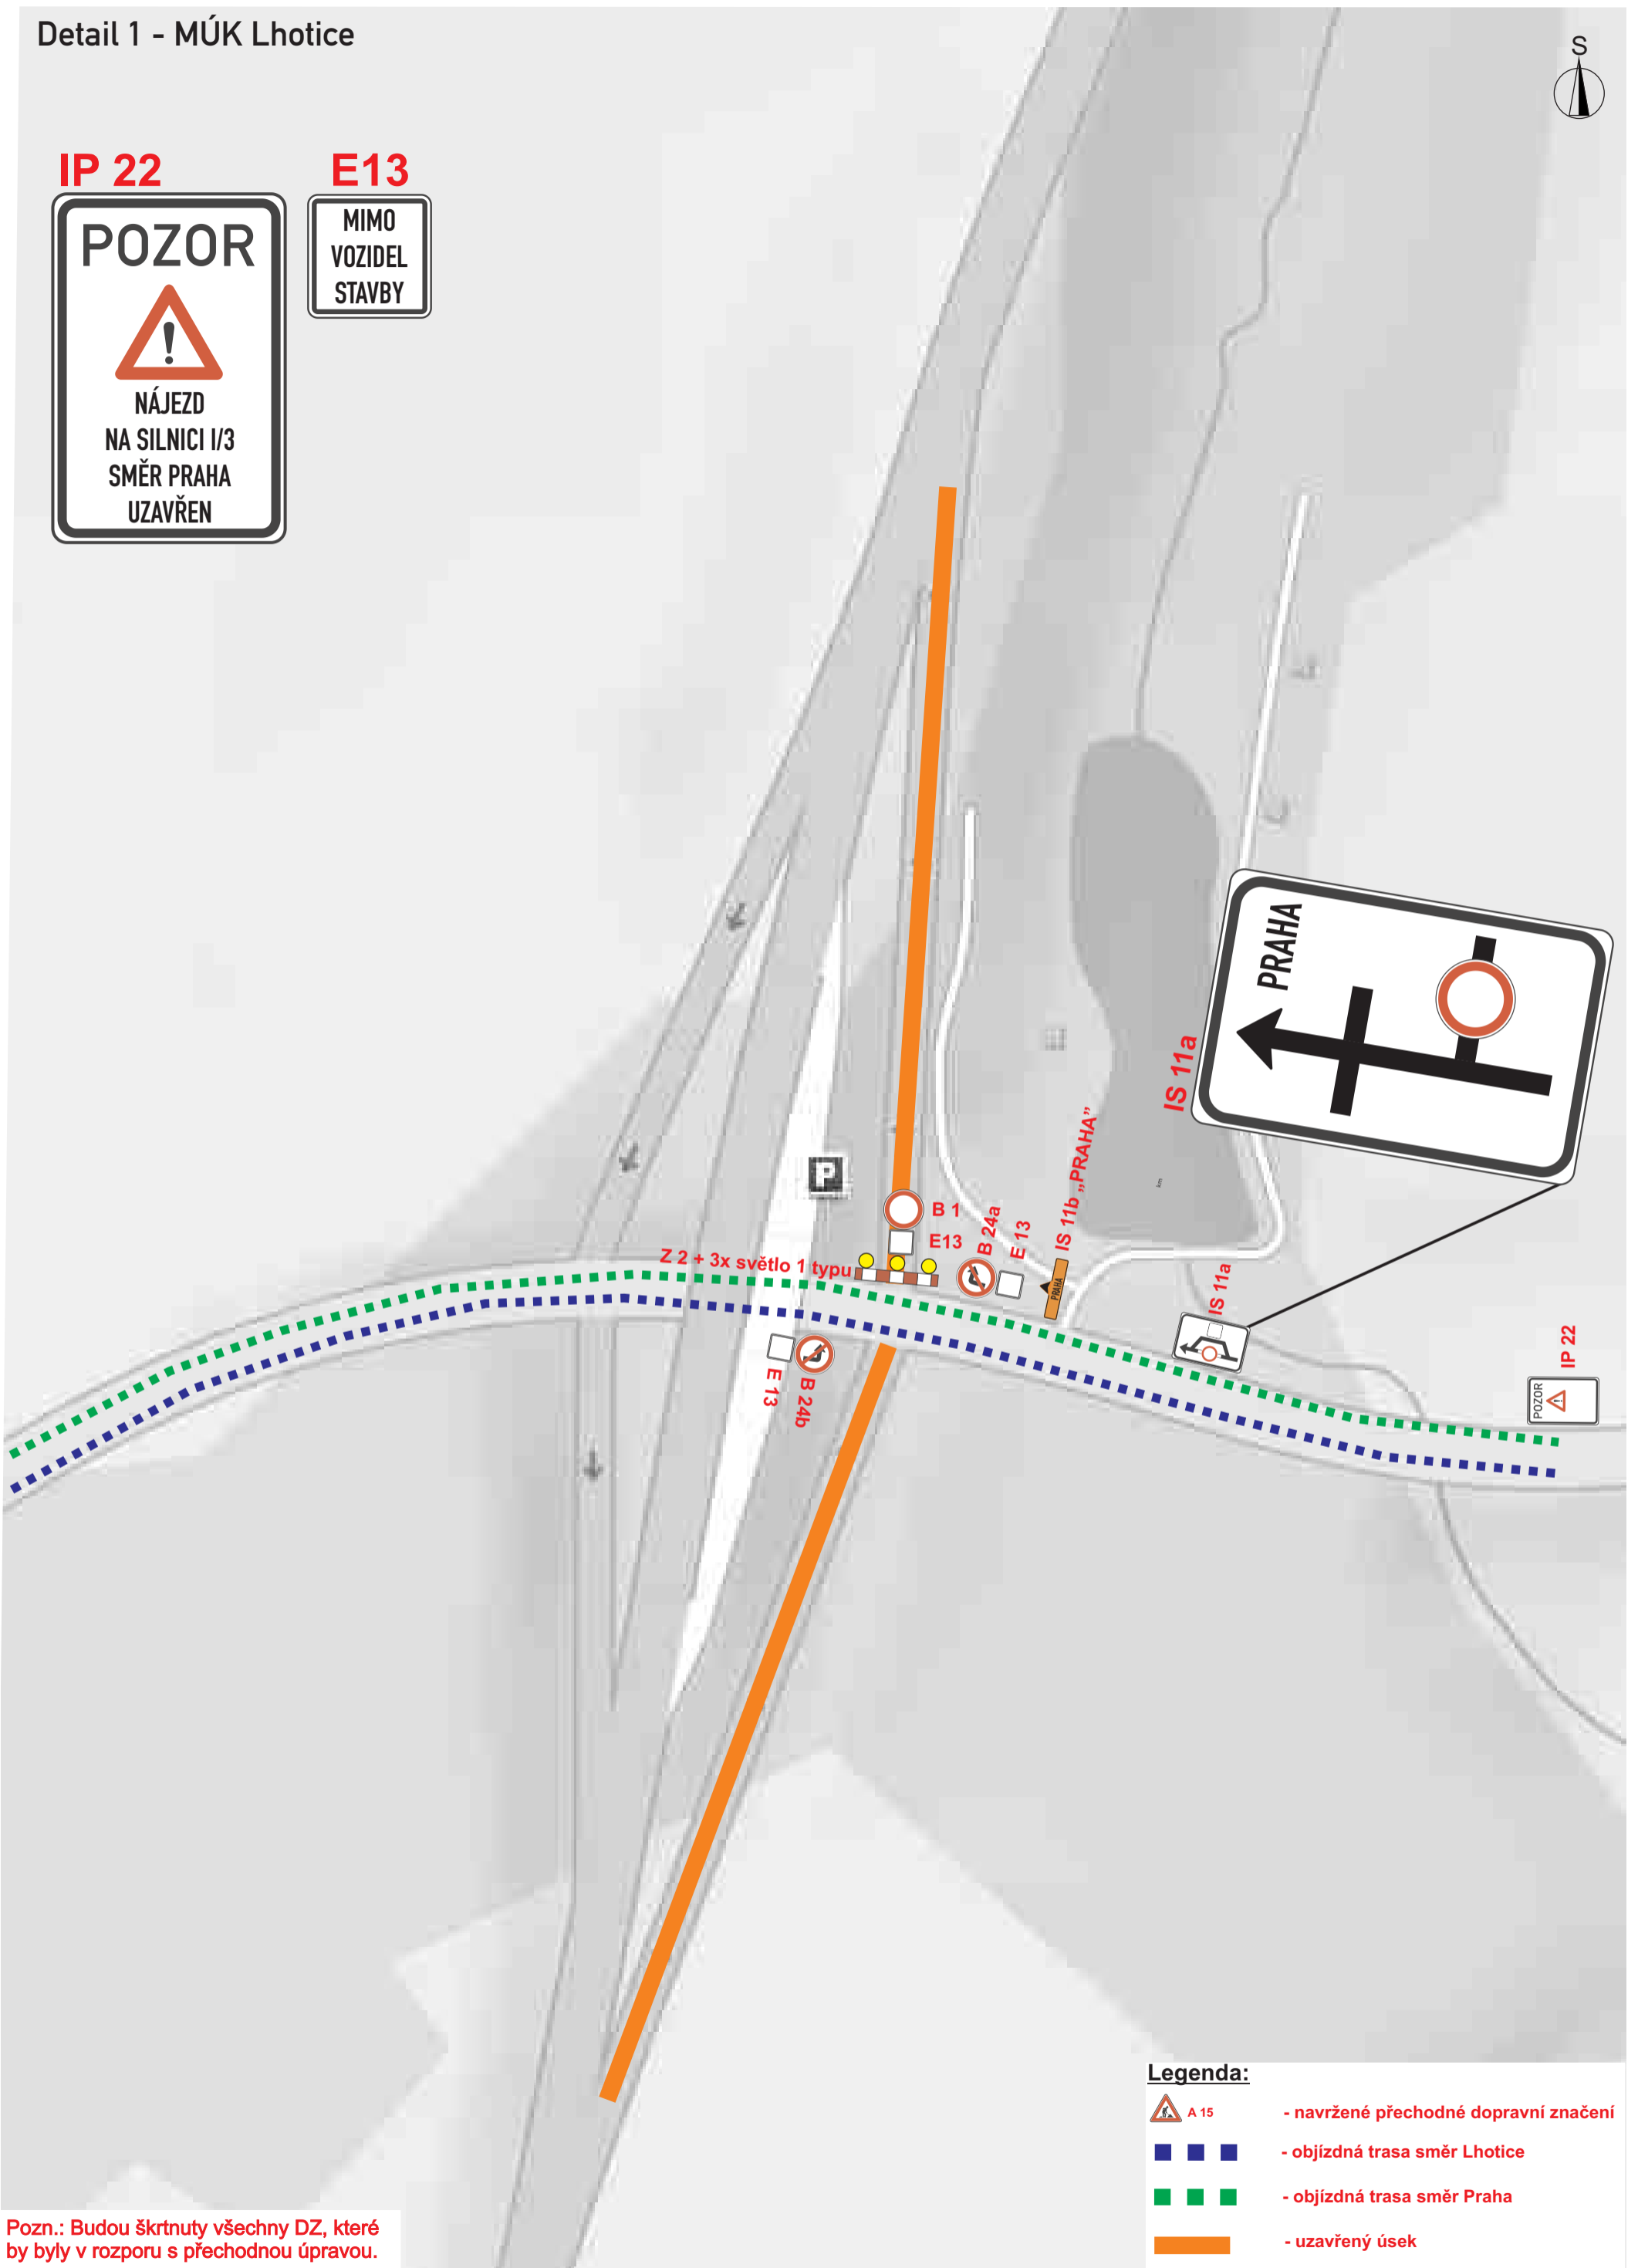 Detail 1 - MÚK Lhotice
S
IP 22
POZOR
!
NÁJEZD
NA SILNICI I/3
SMĚR PRAHA
UZAVŘEN
E13
MIMO
VOZIDEL
STAVBY
PRAHA
IS 11a
P
B 1
E13
B 24a
E 13
IS 11b „PRAHA”
PRAHA
km
Z 2 + 3x světlo 1 typu
IS 11a
IP 22
POZOR
E 13
B 24b
Legenda:
A 15 - navržené přechodné dopravní značení
- objízdná trasa směr Lhotice
- objízdná trasa směr Praha
- uzavřený úsek
Pozn.: Budou škrtnuty všechny DZ, které
by byly v rozporu s přechodnou úpravou.